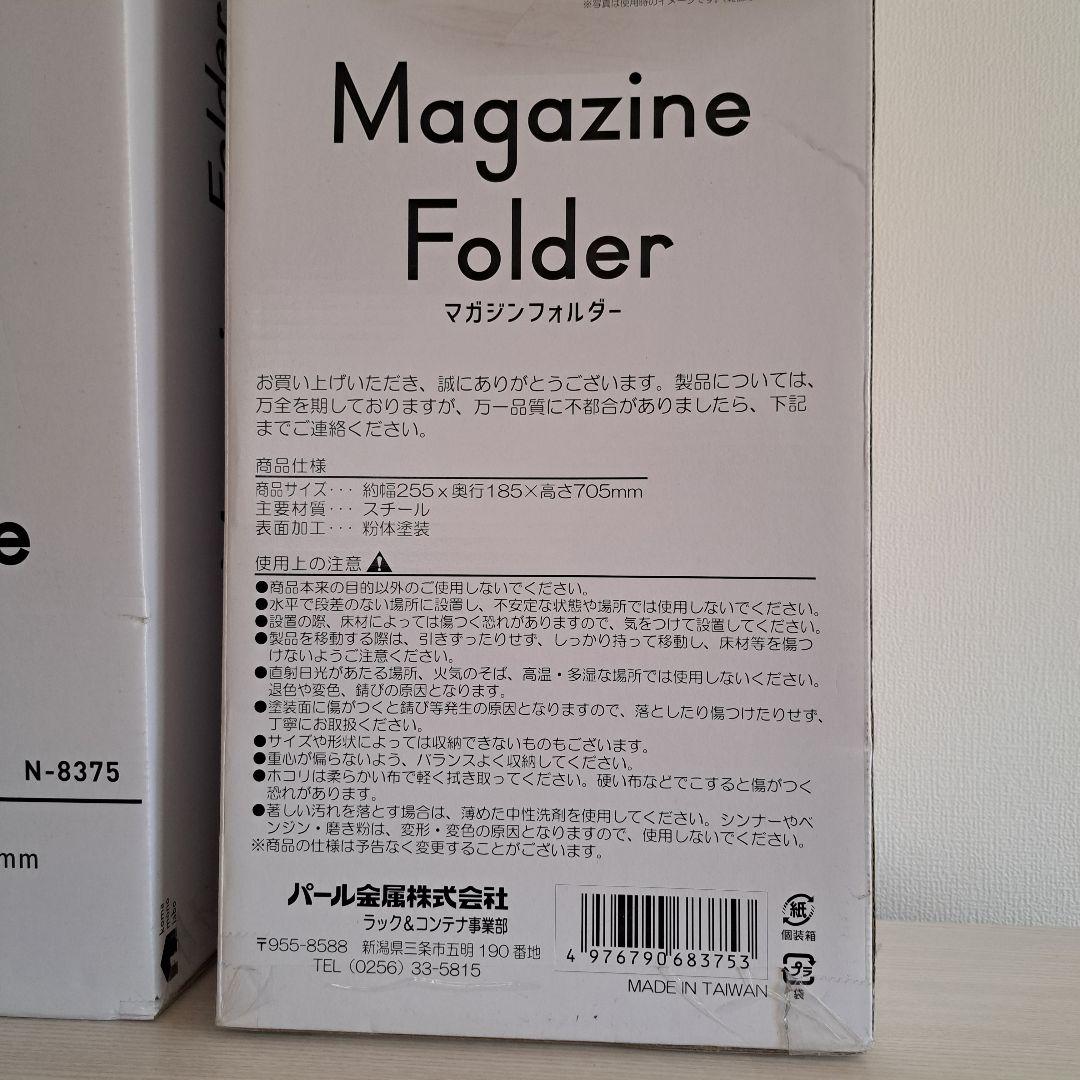 ※写真は使用時のイメージです。
Magazine
Folder
マガジンフォルダー
お買い上げいただき、誠にありがとうございます。製品については、
万全を期しておりますが、万一品質に不都合がありましたら、下記
までご連絡ください。
商品仕様
商品サイズ･･･ 約幅255×奥行185×高さ705mm
主要材質･･･ スチール
表面加工･･･ 粉体塗装
使用上の注意
●商品本来の目的以外のご使用しないでください。
●水平で段差のない場所に設置し、不安定な状態や場所では使用しないでください。
●設置の際、床材によっては傷つく恐れがありますので、気をつけて設置してください。
●製品を移動する際は、引きずったりせず、しっかり持って移動し、床材等を傷つ
けないようご注意ください。
●直射日光があたる場所、火気のそば、高温・多湿な場所では使用しないください。
退色や変色、錆びの原因となります。
●塗装面に傷がつくと錆び等発生の原因となりますので、落としたり傷つけたりせず、
丁寧にお取扱ください。
●サイズや形状によっては収納できないものもございます。
●重心が偏らないよう、バランスよく収納してください。
●ホコリは柔らかい布で軽く拭き取ってください。硬い布などでこすると傷がつく
恐れがあります。
●著しい汚れを落とす場合は、薄めた中性洗剤を使用してください。シンナーやベ
ンジン・磨き粉は、変形・変色の原因となりますので、使用しないでください。
※商品の仕様は予告なく変更することがございます。
パール金属株式会社
ラック&コンテナ事業部
〒955-8588 新潟県三条市五明190番地
TEL (0256) 33-5815
4 976790 683753
MADE IN TAIWAN
紙
個装箱
プラ
袋
Folder
e
N-8375
mm